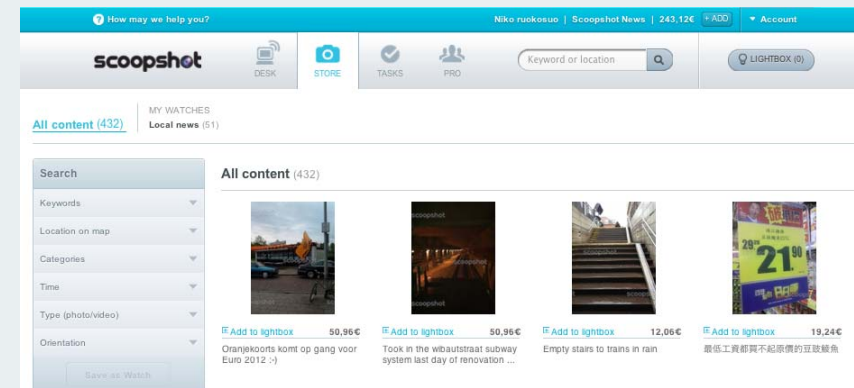 ? How may we help you?
Niko ruokosuo | Scoopshot News | 243,12€ + ADD Account
scoopshot
DESK
STORE
TASKS
PRO
Keyword or location
LIGHTBOX (0)
All content (432)
MY WATCHES
Local news (51)
Search
Keywords
Location on map
Categories
Time
Type (photo/video)
Orientation
Save as Watch
All content (432)
Add to lightbox 50,96€
Oranjekoorts komt op gang voor
Euro 2012 :-)
scoopshot
scoopshot
Add to lightbox 50,96€
Took in the wibautstraat subway
system last day of renovation ...
Add to lightbox 12,06€
Empty stairs to trains in rain
21.90
Add to lightbox 19,24€
最低工資都買不起原價的豆豉鯪魚